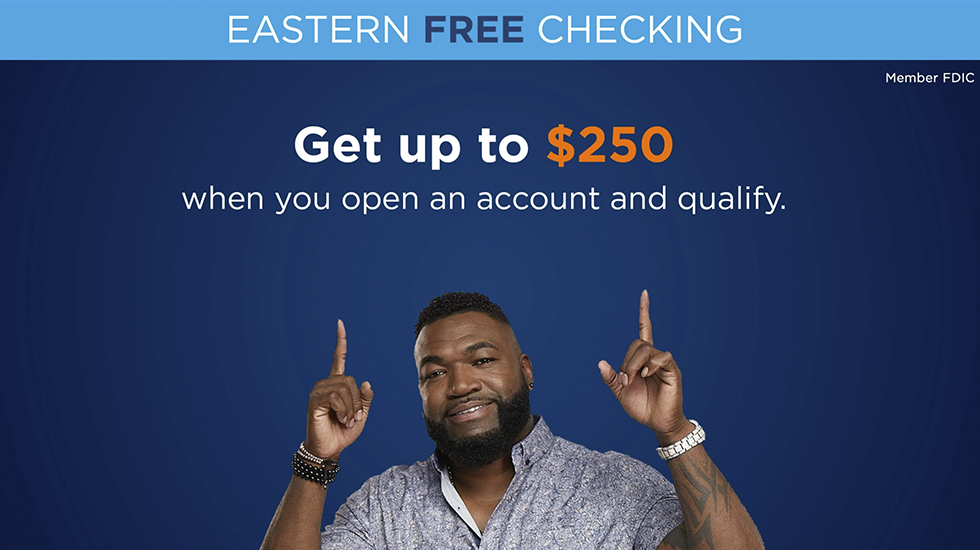 EASTERN FREE CHECKING
Member FDIC
Get up to $250
when you open an account and qualify.